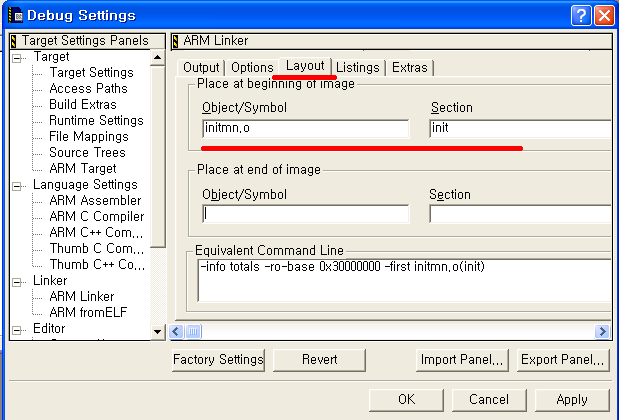 Debug Settings
Target Settings Panels
Target
Target Settings
Access Paths
Build Extras
Runtime Settings
File Mappings
Source Trees
ARM Target
Language Settings
ARM Assembler
ARM C Compiler
ARM C++ Com...
Thumb C Com...
Thumb C++ Co...
Linker
ARM Linker
ARM fromELF
Editor
ARM Linker
Output Options Layout Listings Extras
Place at beginning of image
Object/Symbol Section
initmn.o init
Place at end of image
Object/Symbol Section
Equivalent Command Line
-info totals -ro-base 0x30000000 -first initmn.o(init)
Factory Settings Revert Import Panel... Export Panel...
OK Cancel Apply